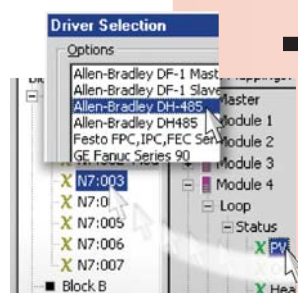 Driver Selection
Options
Allen-Bradley DF-1 Mast
Allen-Bradley DF-1 Slave
Allen-Bradley DH-485
Allen-Bradley DH485
Festo FPC,IPC,FEC Ser
GE Fanuc Series 90
Master
Module 1
Module 2
Module 3
Module 4
Loop
Status
PV
Hea
N7:003
N7:0
N7:005
N7:006
N7:007
Block B